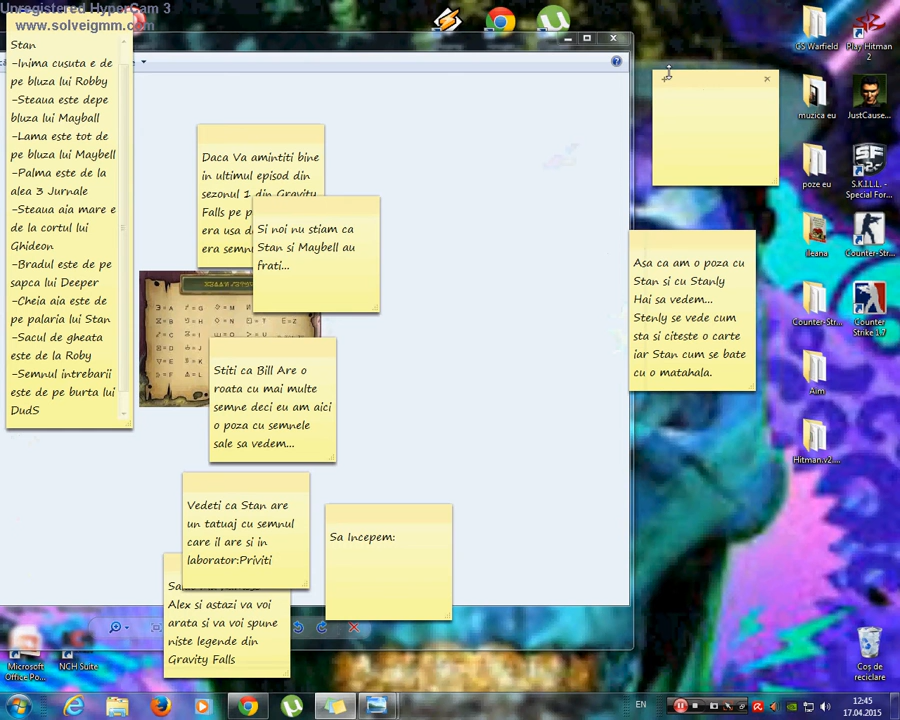 Unregistered HyperCam 3
www.solveigmm.com
Stan
-Inima cusuta e de
pe bluza lui Robby
-Steaua este depe
bluza lui Mayball
-Lama este tot de
pe bluza lui Maybell
-Palma este de la
alea 3 Jurnale
-Steaua aia mare e
de la cortul lui
Ghideon
-Bradul este de pe
sapca lui Deeper
-Cheia aia este de
pe palaria lui Stan
-Sacul de gheata
este de la Roby
-Semnul intrebarii
este de pe burta lui
DudS
Daca Va amintiti bine
in ultimul episod din
sezonul 1 din Gravity
Falls pe p
era usa d
era semn
Si noi nu stiam ca
Stan si Maybell au
frati...
Stiti ca Bill Are o
roata cu mai multe
semne deci eu am aici
o poza cu semnele
sale sa vedem...
Vedeti ca Stan are
un tatuaj cu semnul
care il are si in
laborator:Priviti
Alex si astazi va voi
arata si va voi spune
niste legende din
Gravity Falls
Sa Incepem:
Asa ca am o poza cu
Stan si cu Stanly
Hai sa vedem...
Stenly se vede cum
sta si citeste o carte
iar Stan cum se bate
cu o matahala.
CS Warfield
Play Hitman
2
muzica eu
JustCause...
poze eu
S.K.I.L.L. -
Special For...
Ileana
Counter-Str...
Counter-Str...
Counter
Strike 1.7
Aim
Hitman.v2....
Coș de
reciclare
Microsoft
Office Po...
NCH Suite
EN
12:45
17.04.2015